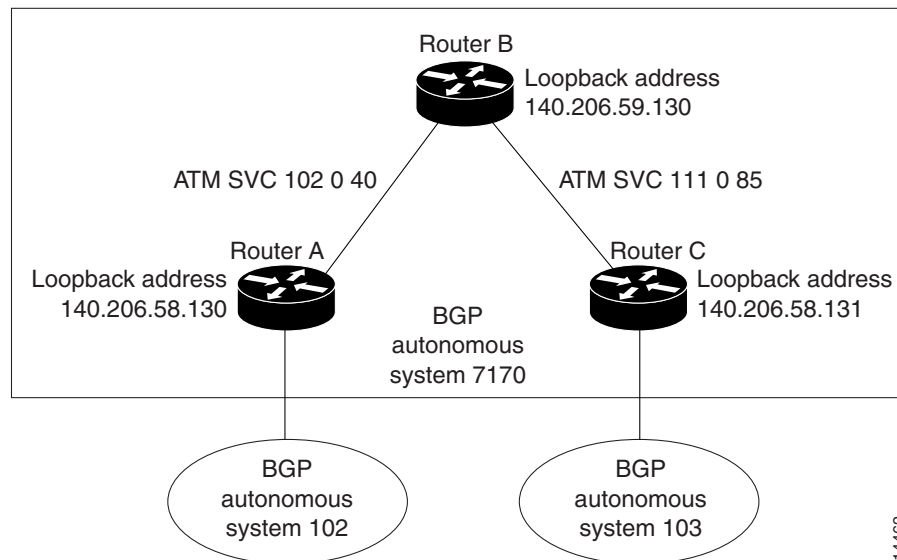 Router B
Loopback address
140.206.59.130
ATM SVC 102 0 40
ATM SVC 111 0 85
Router A
Loopback address
140.206.58.130
Router C
Loopback address
140.206.58.131
BGP
autonomous
system 7170
BGP
autonomous
system 102
BGP
autonomous
system 103